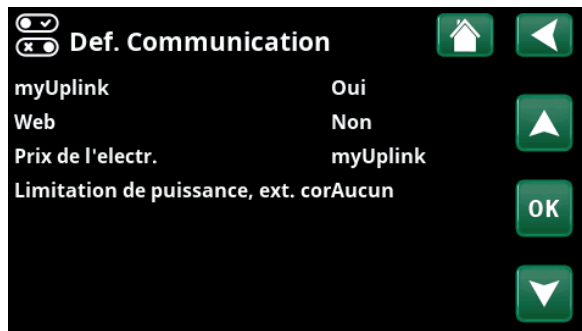 Def. Communication
myUplink Oui
Web Non
Prix de l'electr. myUplink
Limitation de puissance, ext. corAucun
OK